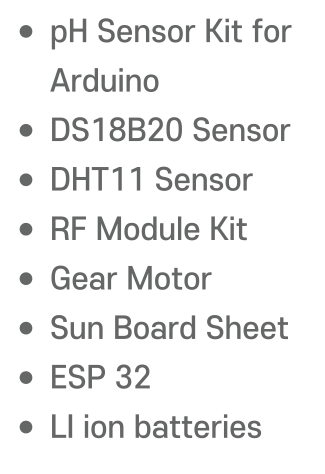 • pH Sensor Kit for
Arduino
• DS18B20 Sensor
• DHT11 Sensor
• RF Module Kit
• Gear Motor
• Sun Board Sheet
• ESP 32
• LI ion batteries